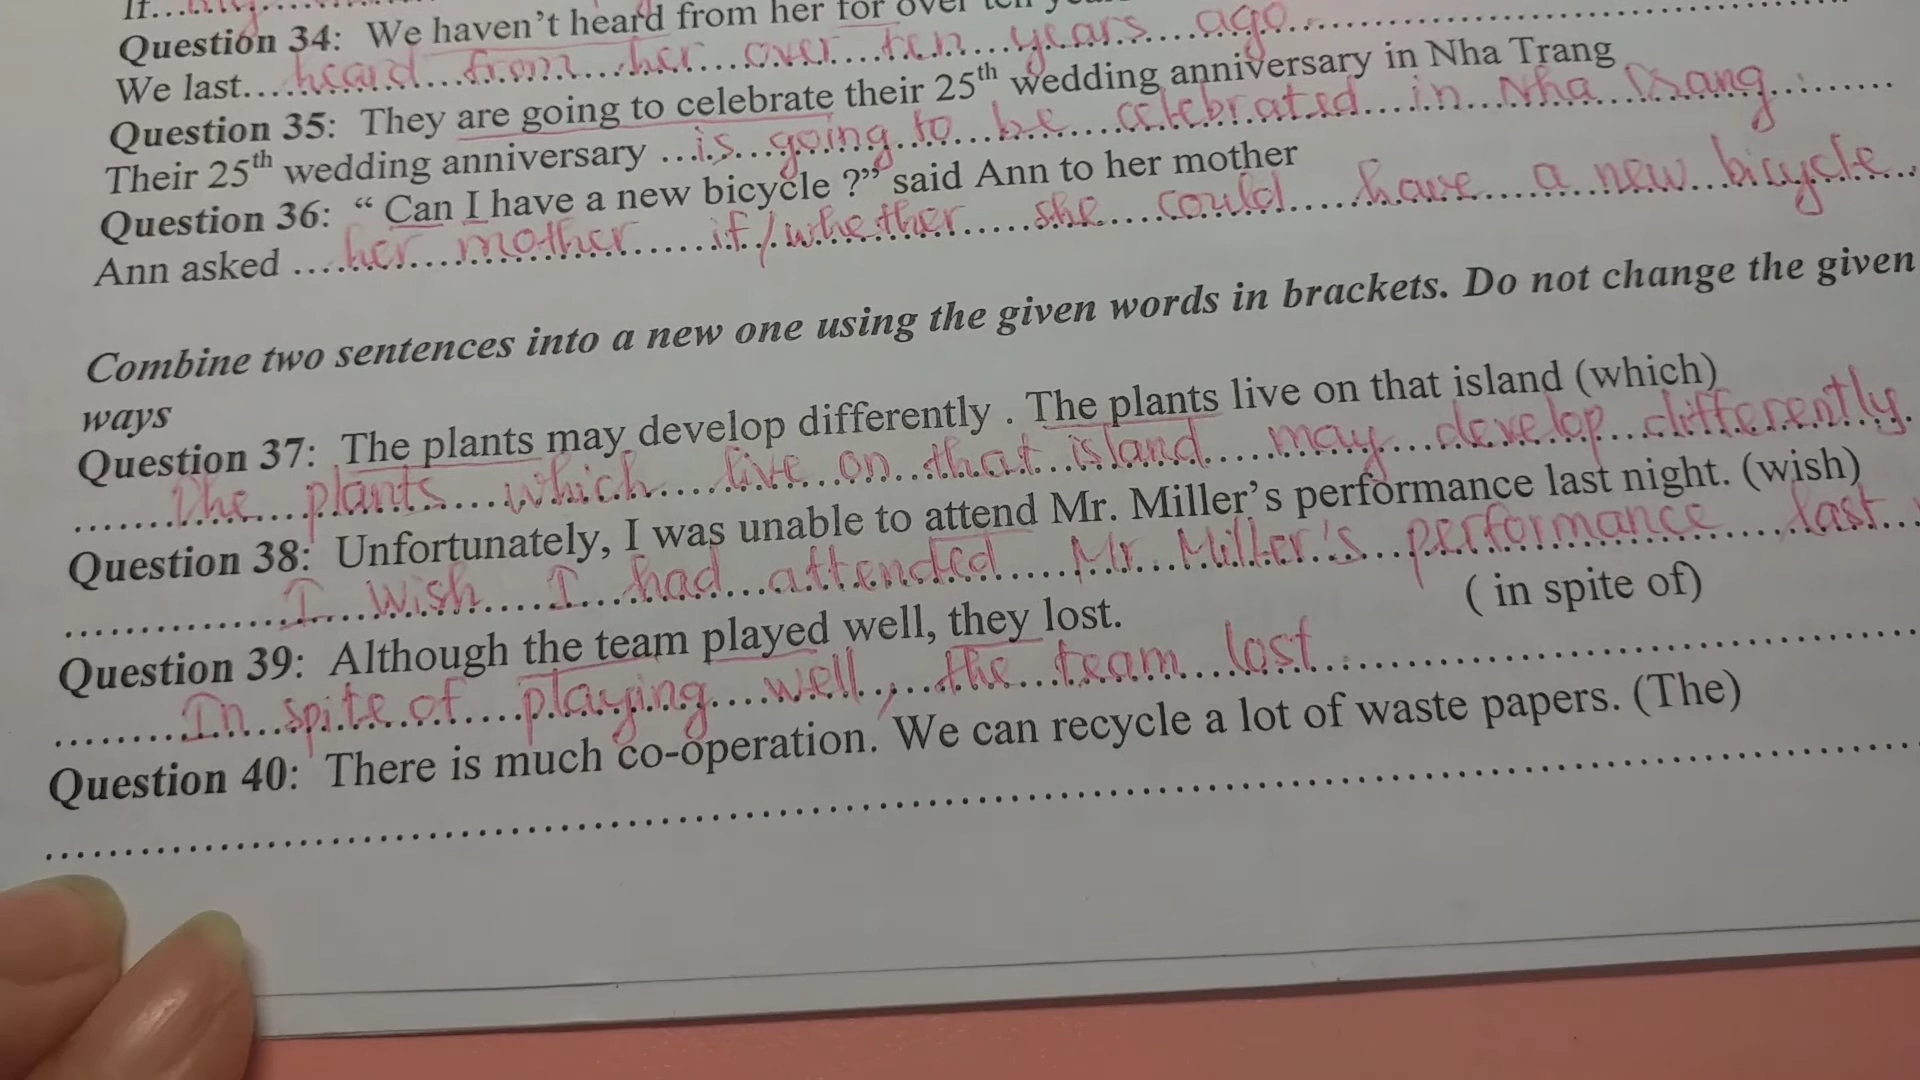 If
Question 34: We haven't heard from her for over ten
We last... heard from her over ten years ago
Question 35: They are going to celebrate their 25th wedding anniversary in Nha Trang
Their 25th wedding anniversary ... is going to be celebrated in Nha Trang
Question 36: “ Can I have a new bicycle ?” said Ann to her mother
Ann asked ... her mother if/whether she could have a new bicycle
Combine two sentences into a new one using the given words in brackets. Do not change the given
ways
Question 37: The plants may develop differently . The plants live on that island (which)
The plants which live on that island may develop differently.
Question 38: Unfortunately, I was unable to attend Mr. Miller's performance last night. (wish)
I wish I had attended Mr. Miller's performance last
Question 39: Although the team played well, they lost. ( in spite of)
In spite of playing well, the team lost
Question 40: There is much co-operation. We can recycle a lot of waste papers. (The)